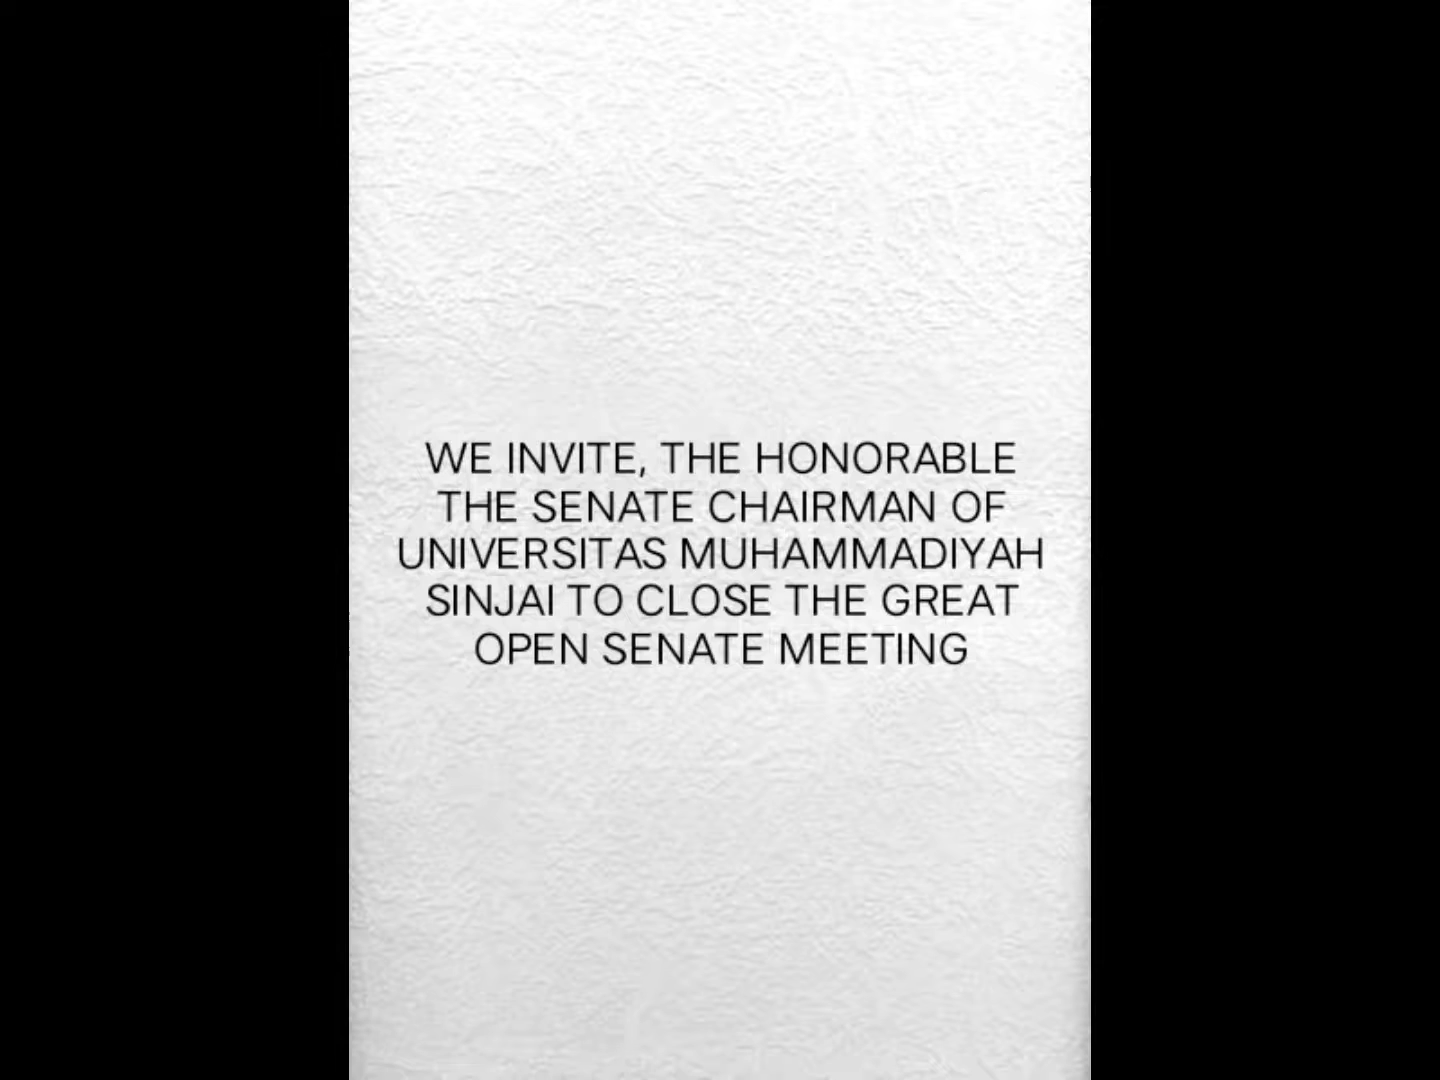 WE INVITE, THE HONORABLE
THE SENATE CHAIRMAN OF
UNIVERSITAS MUHAMMADIYAH
SINJAI TO CLOSE THE GREAT
OPEN SENATE MEETING